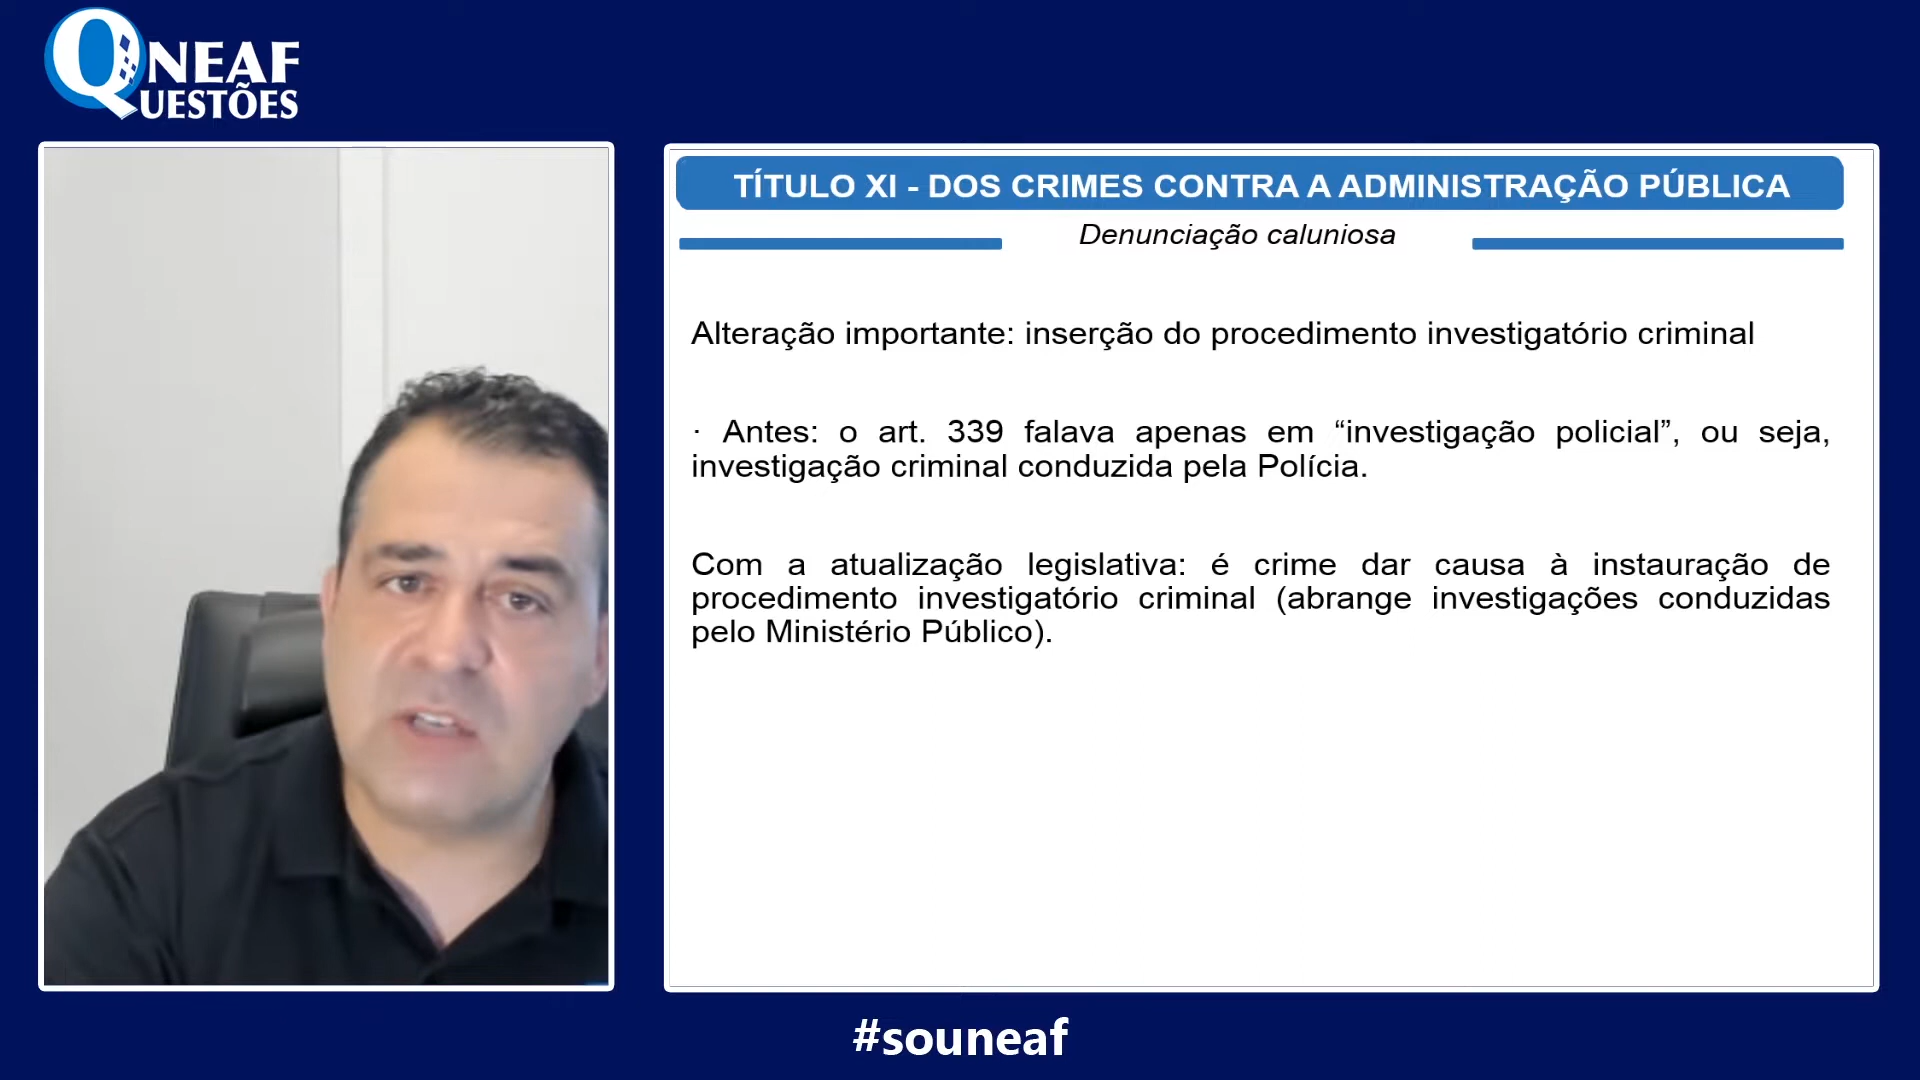 QNEAF
QUESTÕES
TÍTULO XI - DOS CRIMES CONTRA A ADMINISTRAÇÃO PÚBLICA
Denunciação caluniosa
Alteração importante: inserção do procedimento investigatório criminal
· Antes: o art. 339 falava apenas em “investigação policial”, ou seja,
investigação criminal conduzida pela Polícia.
Com a atualização legislativa: é crime dar causa à instauração de
procedimento investigatório criminal (abrange investigações conduzidas
pelo Ministério Público).
#souneaf